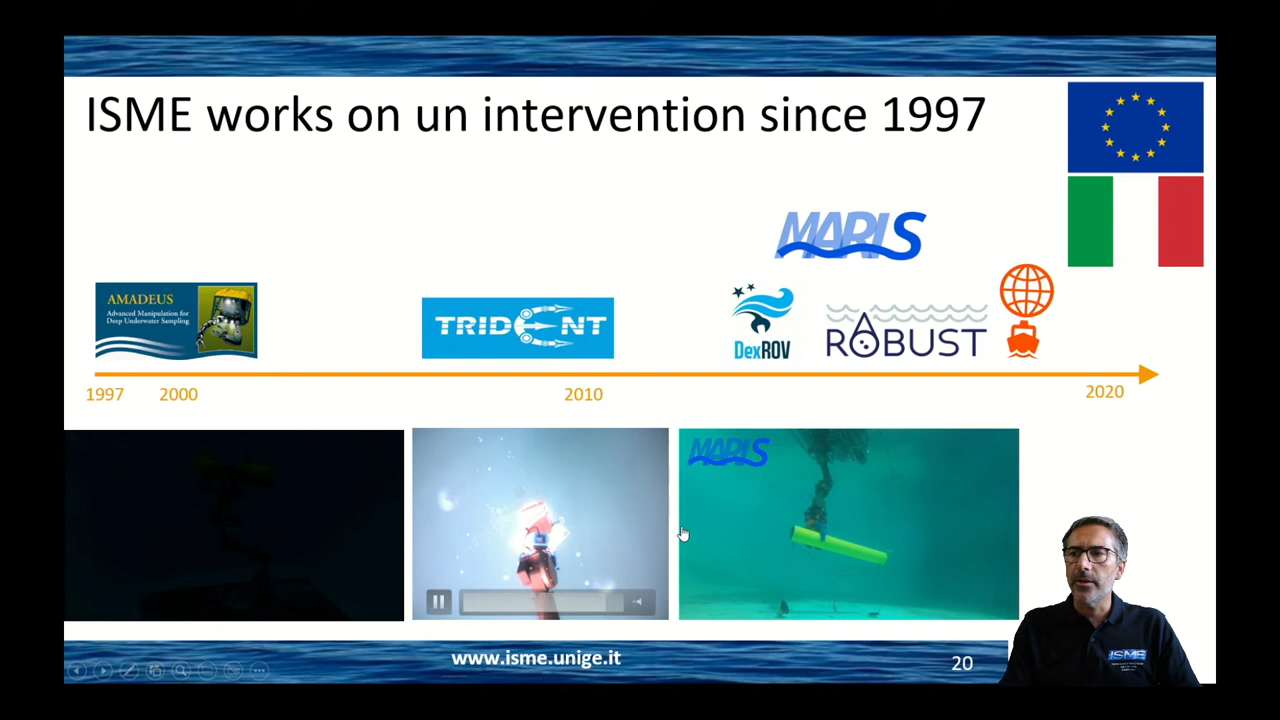 ISME works on un intervention since 1997
MARIS
AMADEUS
Advanced Manipulation for
Deep Underwater Sampling
TRIDENT
DexROV
ROBUST
1997
2000
2010
2020
MARIS
ISME
www.isme.unige.it
20